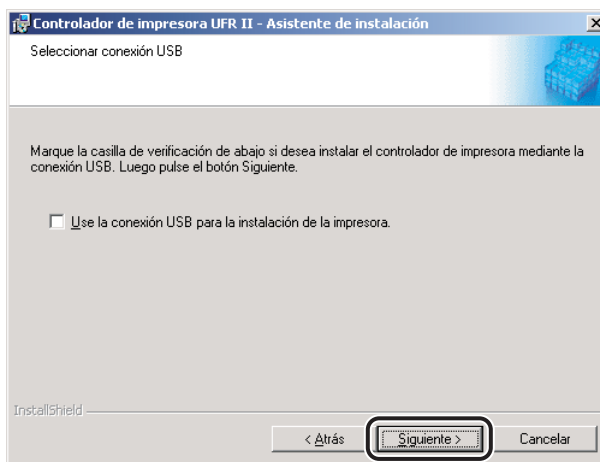 Controlador de impresora UFR II - Asistente de instalación
Seleccionar conexión USB
Marque la casilla de verificación de abajo si desea instalar el controlador de impresora mediante la
conexión USB. Luego pulse el botón Siguiente.
Use la conexión USB para la instalación de la impresora.
InstallShield
< Atrás Siguiente > Cancelar